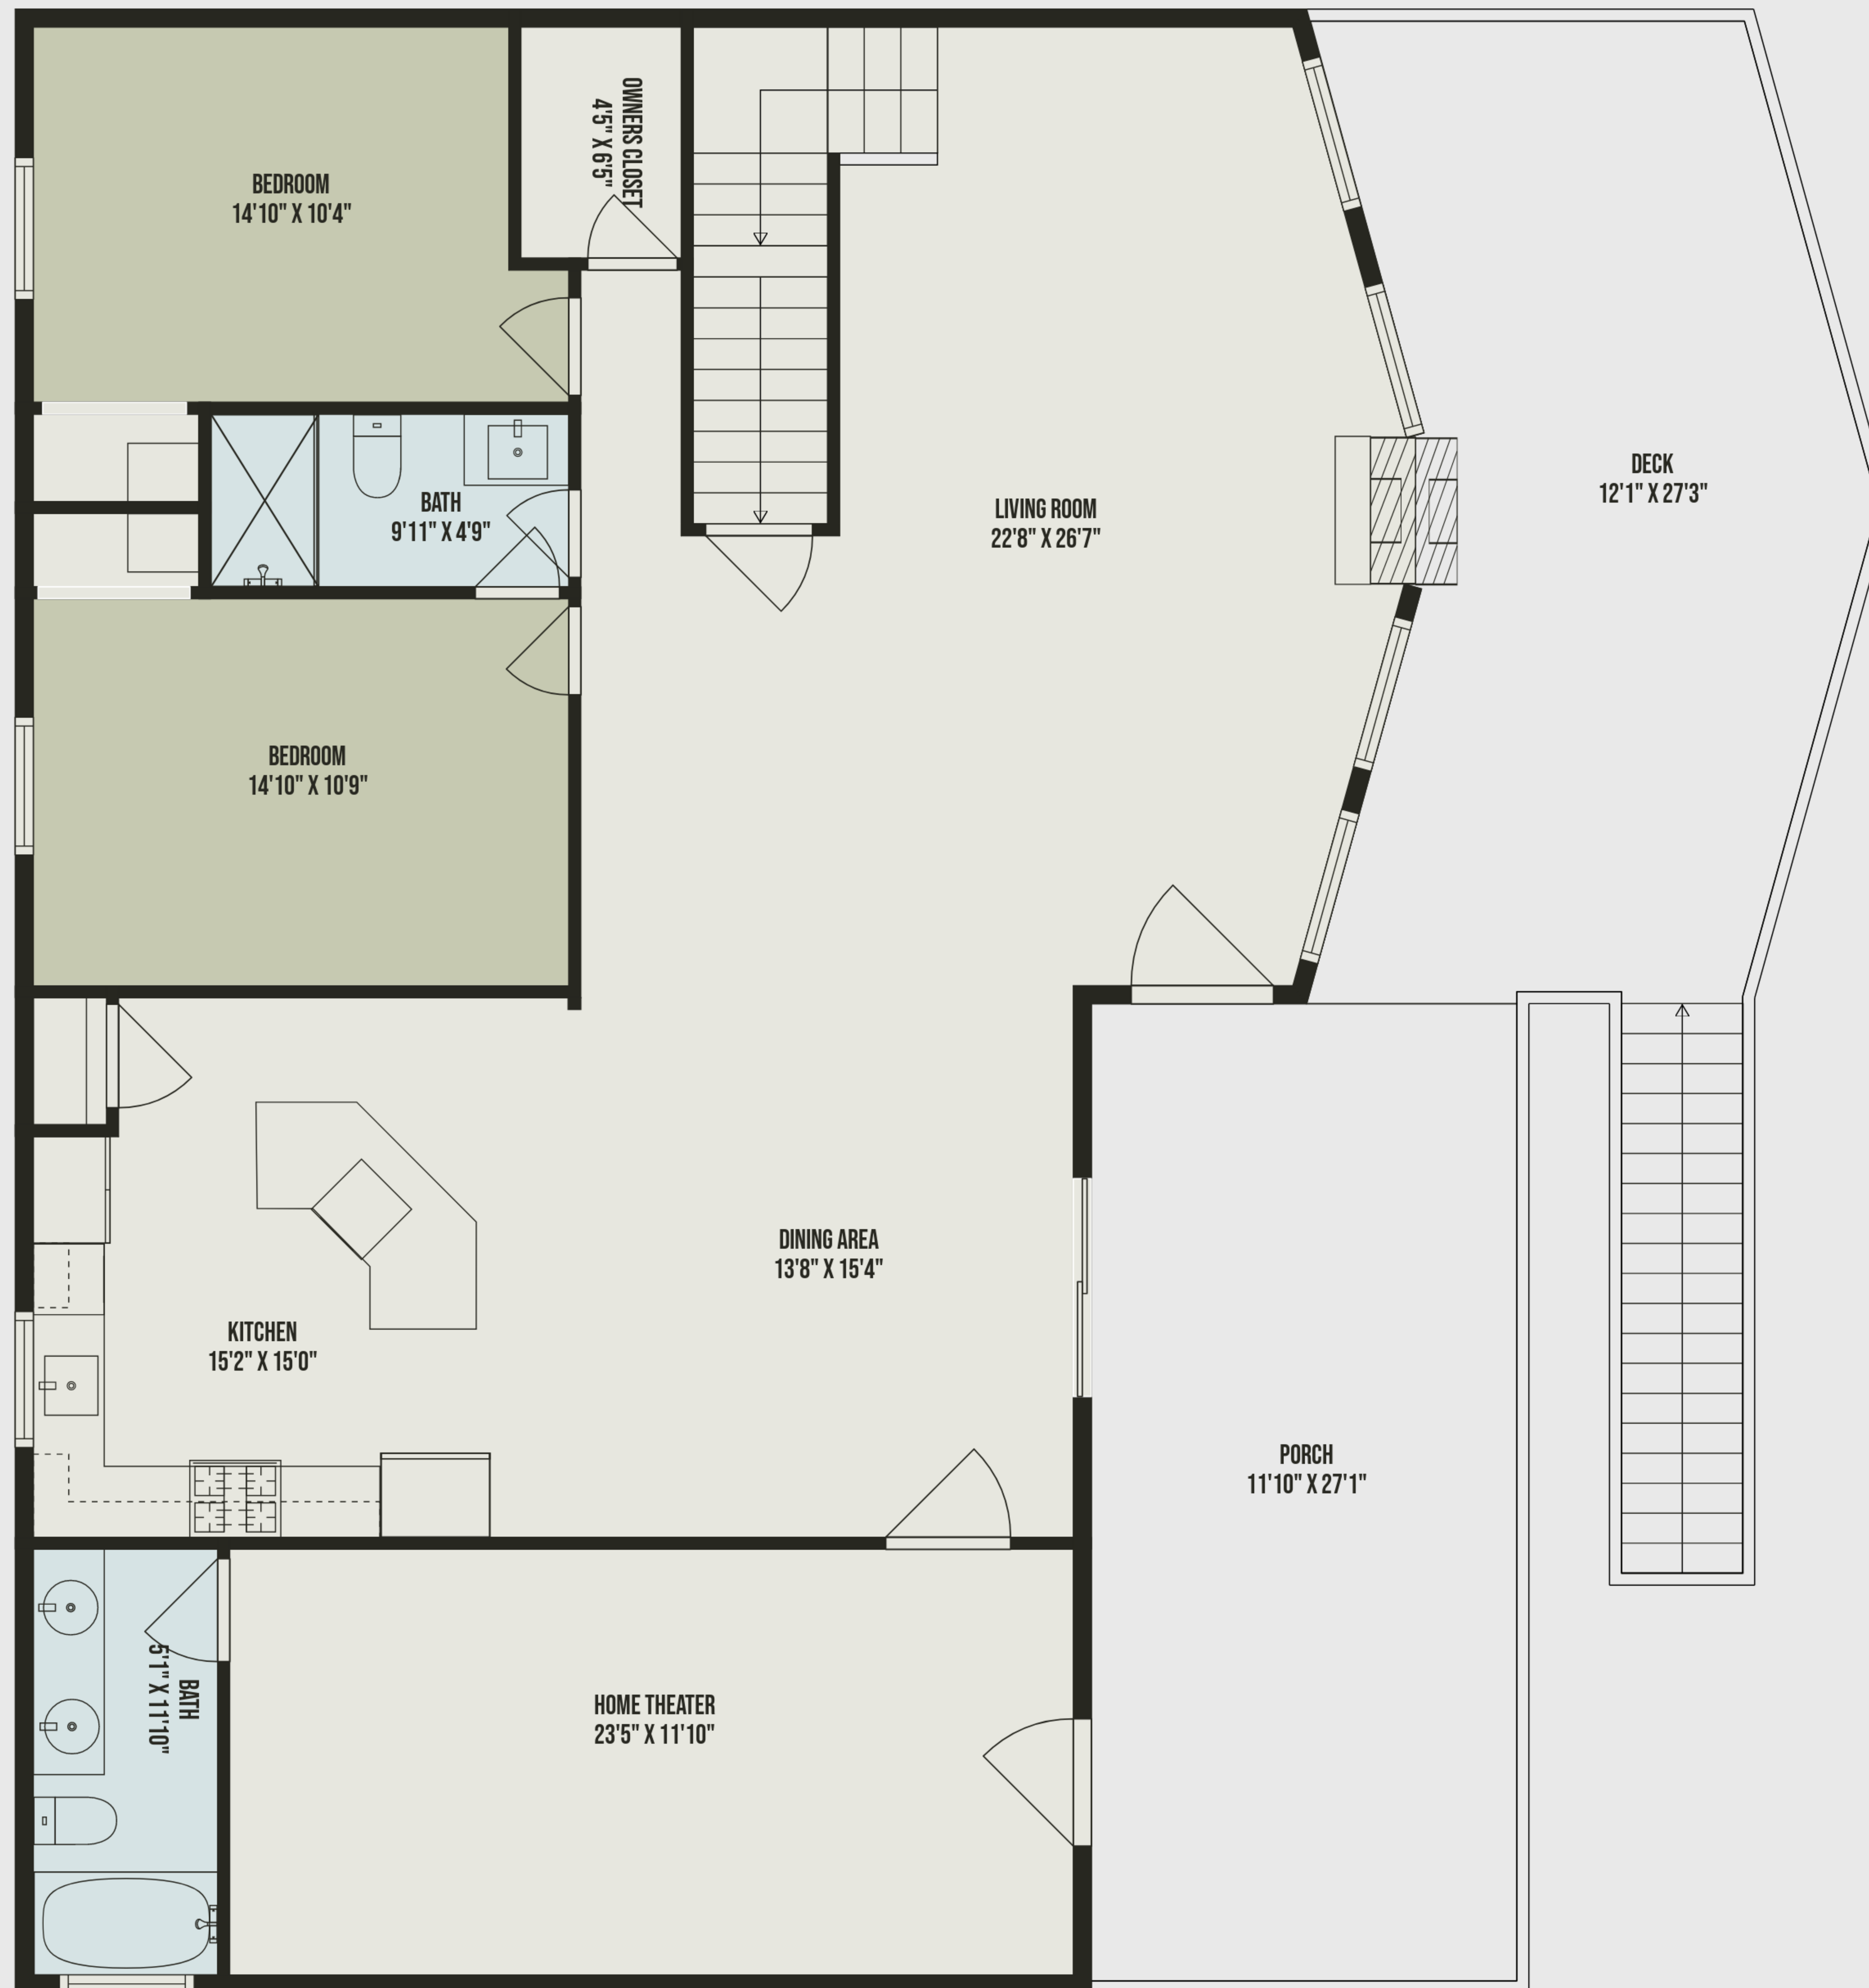 OWNERS CLOSET
4'5" X 6'5"
BEDROOM
14'10" X 10'4"
DECK
12'1" X 27'3"
BATH
9'11" X 4'9"
LIVING ROOM
22'8" X 26'7"
BEDROOM
14'10" X 10'9"
DINING AREA
13'8" X 15'4"
KITCHEN
15'2" X 15'0"
PORCH
11'10" X 27'1"
BATH
5'1" X 11'10"
HOME THEATER
23'5" X 11'10"